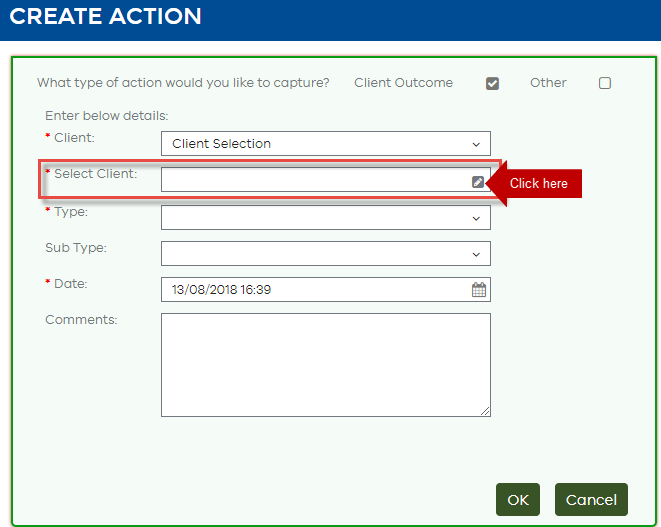 CREATE ACTION
What type of action would you like to capture? Client Outcome Other
Enter below details:
* Client: Client Selection
* Select Client: Click here
* Type:
Sub Type:
* Date: 13/08/2018 16:39
Comments:
OK Cancel